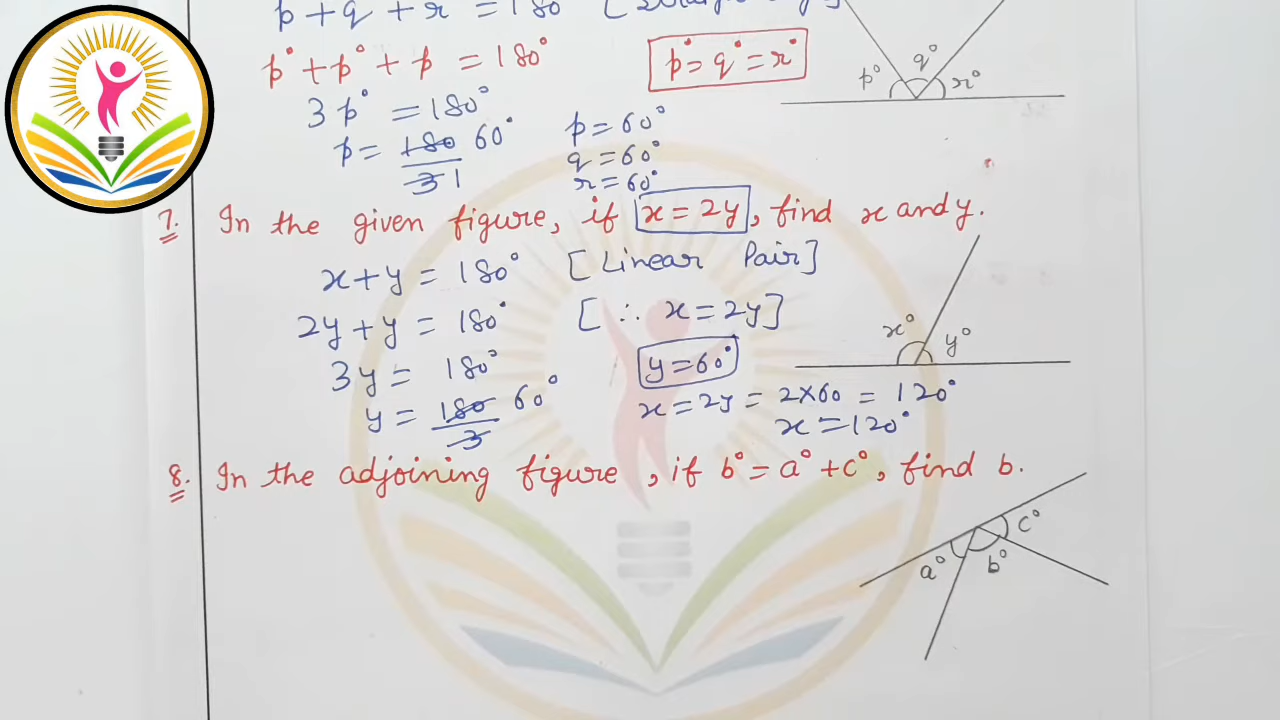 p + q + r = 180
p° + p° + p = 180°
p° = q° = r°
p° q° r°
3p° = 180°
p = 180/3 60° 1
p = 60°
q = 60°
r = 60°
7. In the given figure, if x = 2y, find x and y.
x + y = 180° [Linear Pair]
2y + y = 180° [∴ x = 2y]
3y = 180°
y = 180/3 60°
y = 60°
x = 2y = 2×60 = 120°
x = 120°
x° y°
8. In the adjoining figure, if b° = a° + c°, find b.
a° b° c°